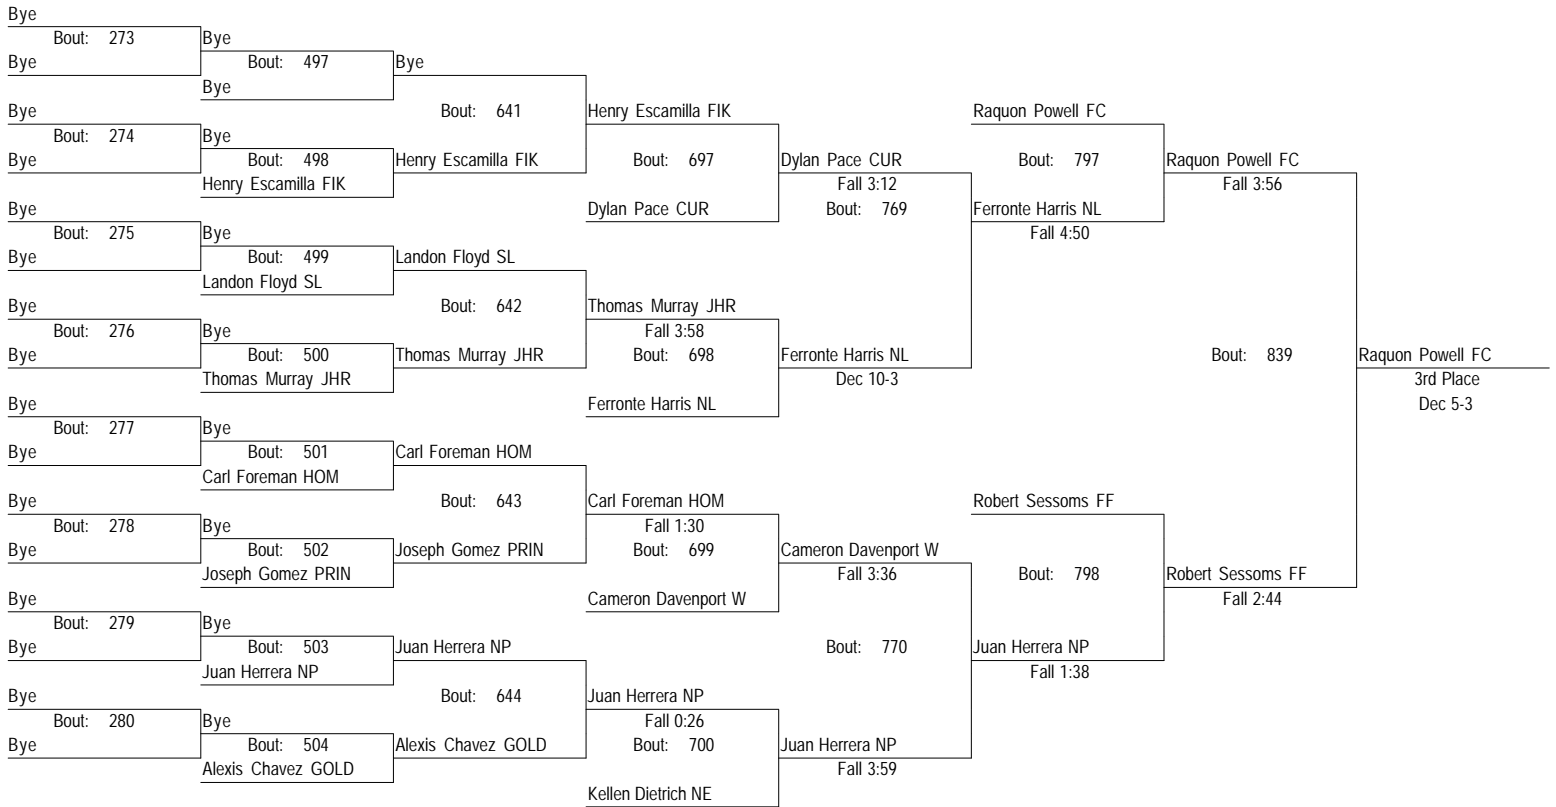 Bye
Bout: 273
Bye
Bye
Bout: 497
Bye
Bye
Bout: 641
Bye
Bout: 274
Bye
Bye
Bout: 498
Henry Escamilla FIK
Henry Escamilla FIK
Henry Escamilla FIK
Bout: 697
Dylan Pace CUR
Dylan Pace CUR
Fall 3:12
Bout: 769
Bye
Bout: 275
Bye
Bye
Bout: 499
Landon Floyd SL
Landon Floyd SL
Bout: 642
Bye
Bout: 276
Bye
Bye
Bout: 500
Thomas Murray JHR
Thomas Murray JHR
Thomas Murray JHR
Fall 3:58
Bout: 698
Ferronte Harris NL
Ferronte Harris NL
Dec 10-3
Raquon Powell FC
Bout: 797
Ferronte Harris NL
Fall 4:50
Raquon Powell FC
Fall 3:56
Bout: 839
Raquon Powell FC
3rd Place
Dec 5-3
Bye
Bout: 277
Bye
Bye
Bout: 501
Carl Foreman HOM
Carl Foreman HOM
Bout: 643
Bye
Bout: 278
Bye
Bye
Bout: 502
Joseph Gomez PRIN
Joseph Gomez PRIN
Carl Foreman HOM
Fall 1:30
Bout: 699
Cameron Davenport W
Cameron Davenport W
Fall 3:36
Bout: 770
Bye
Bout: 279
Bye
Bye
Bout: 503
Juan Herrera NP
Juan Herrera NP
Bout: 644
Bye
Bout: 280
Bye
Bye
Bout: 504
Alexis Chavez GOLD
Alexis Chavez GOLD
Juan Herrera NP
Fall 0:26
Bout: 700
Kellen Dietrich NE
Juan Herrera NP
Fall 3:59
Robert Sessoms FF
Bout: 798
Juan Herrera NP
Fall 1:38
Robert Sessoms FF
Fall 2:44